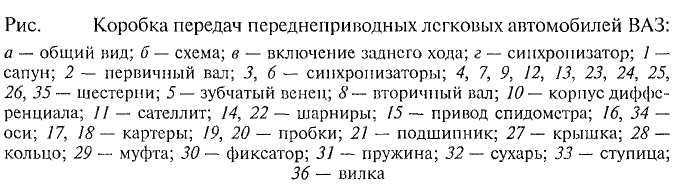 Рис. Коробка передач переднеприводных легковых автомобилей ВАЗ:
а — общий вид; б — схема; в — включение заднего хода; г — синхронизатор; 1 —
сапун; 2 — первичный вал; 3, 6 — синхронизаторы; 4, 7, 9, 12, 13, 23, 24, 25,
26, 35 — шестерни; 5 — зубчатый венец; 8 — вторичный вал; 10 — корпус диффе-
ренциала; 11 — сателлит; 14, 22 — шарниры; 15 — привод спидометра; 16, 34 —
оси; 17, 18 — картеры; 19, 20 — пробки; 21 — подшипник; 27 — крышка; 28 —
кольцо; 29 — муфта; 30 — фиксатор; 31 — пружина; 32 — сухарь; 33 — ступица;
36 — вилка